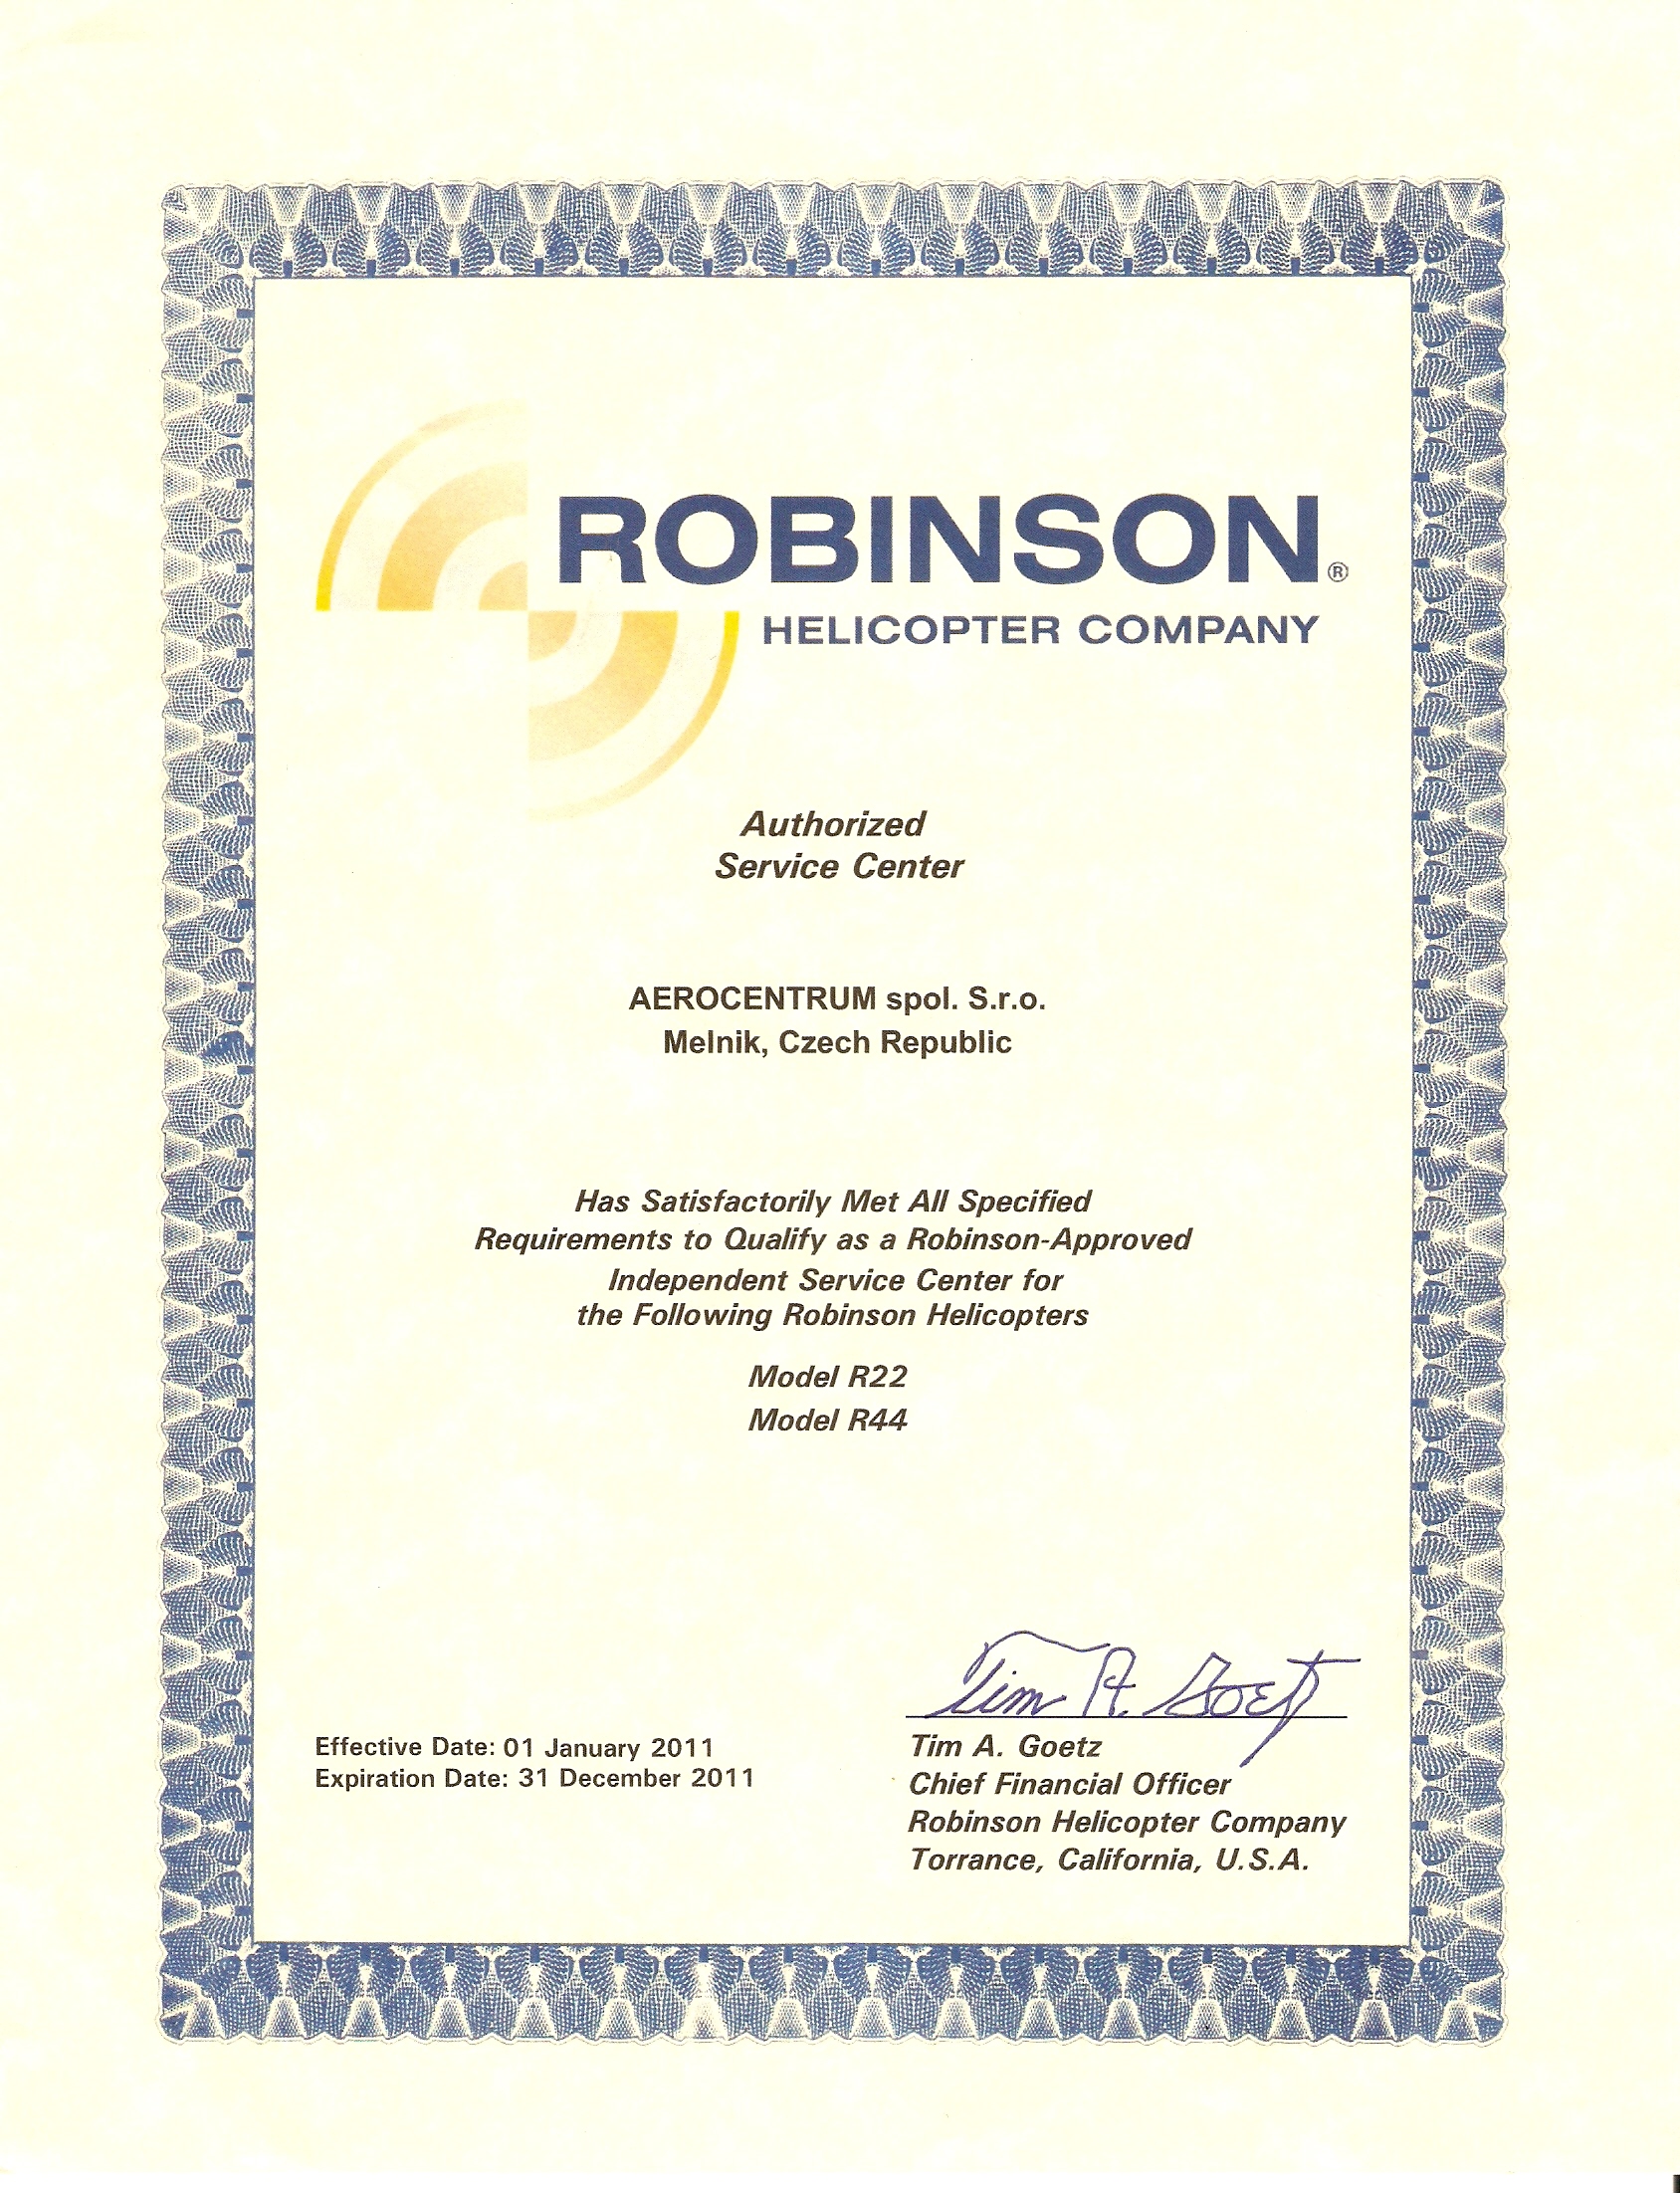 ROBINSON®
HELICOPTER COMPANY
Authorized
Service Center
AEROCENTRUM spol. S.r.o.
Melnik, Czech Republic
Has Satisfactorily Met All Specified
Requirements to Qualify as a Robinson-Approved
Independent Service Center for
the Following Robinson Helicopters
Model R22
Model R44
Tim A. Goetz
Effective Date: 01 January 2011
Expiration Date: 31 December 2011
Tim A. Goetz
Chief Financial Officer
Robinson Helicopter Company
Torrance, California, U.S.A.